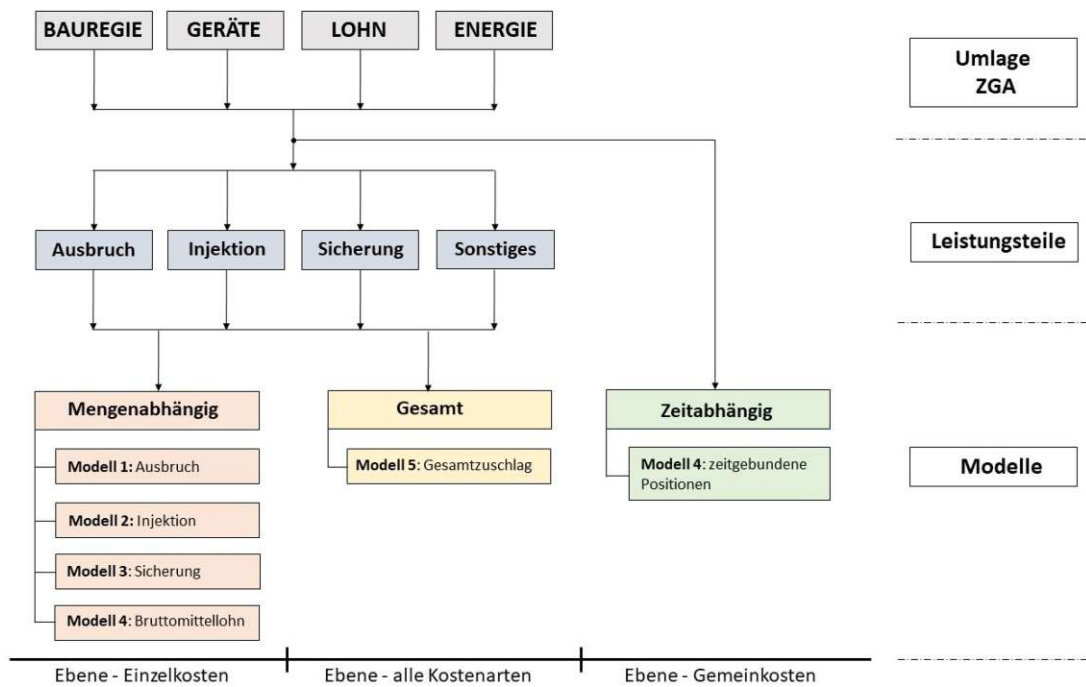 BAUREGIE
GERÄTE
LOHN
ENERGIE
Umlage
ZGA
Ausbruch
Injektion
Sicherung
Sonstiges
Leistungsteile
Mengenabhängig
Gesamt
Zeitabhängig
Modell 1: Ausbruch
Modell 2: Injektion
Modell 3: Sicherung
Modell 4: Bruttomittellohn
Modell 5: Gesamtzuschlag
Modell 4: zeitgebundene
Positionen
Modelle
Ebene - Einzelkosten
Ebene - alle Kostenarten
Ebene - Gemeinkosten